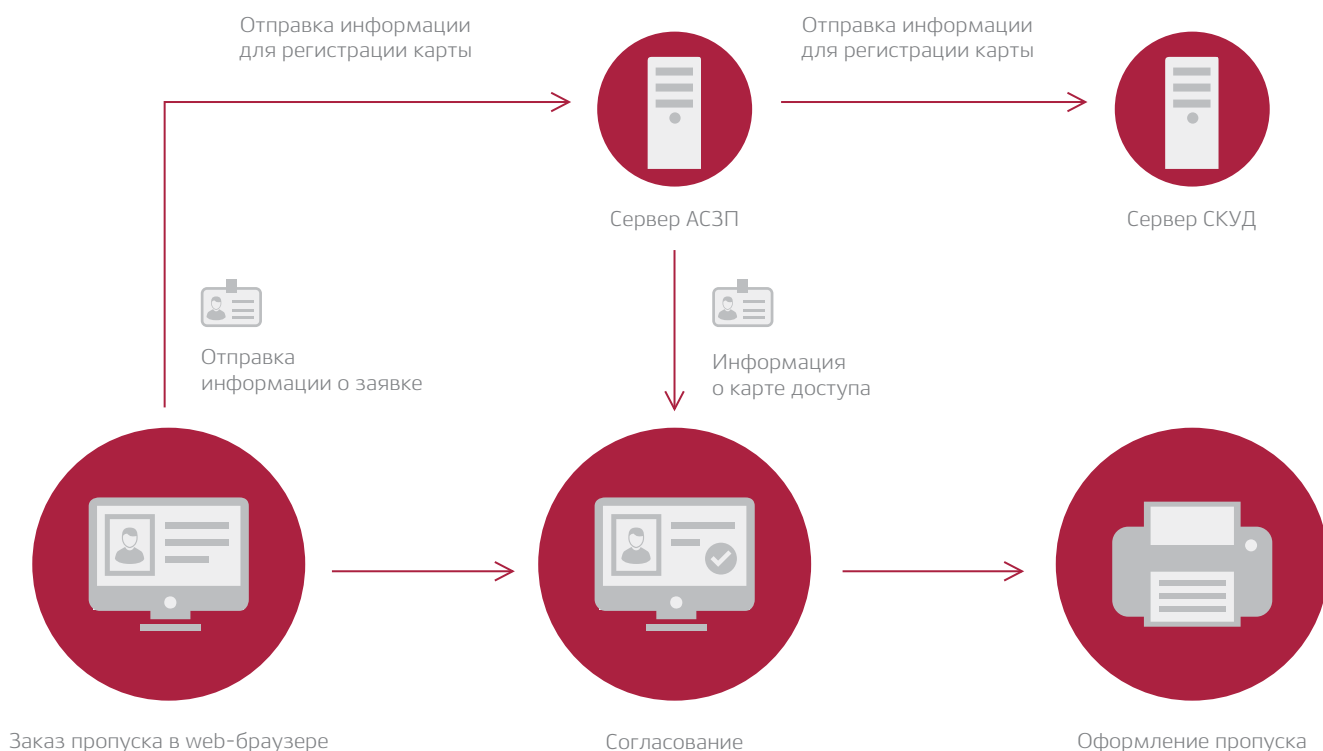 Отправка информации
для регистрации карты
Отправка информации
для регистрации карты
Сервер АСЗП
Сервер СКУД
Отправка
информации о заявке
Информация
о карте доступа
Заказ пропуска в web-браузере
Согласование
Оформление пропуска